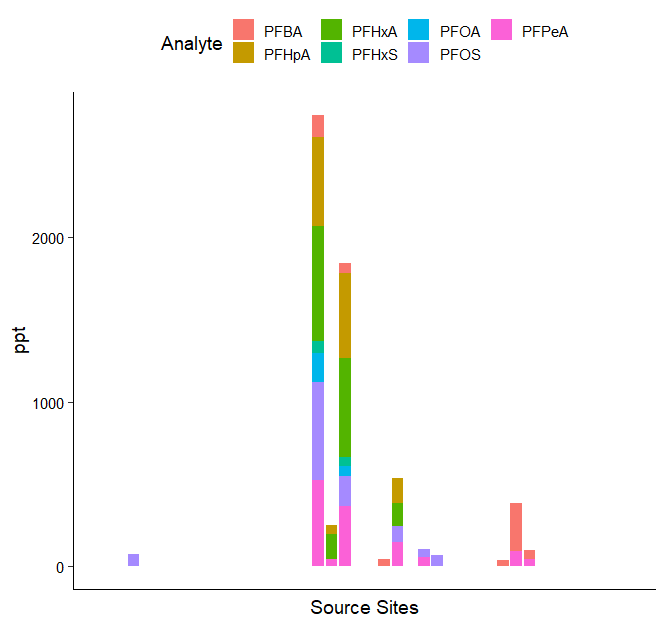 Analyte
PFBA PFHxA PFOA PFPeA
PFHpA PFHxS PFOS
2000
1000
0
ppt
Source Sites